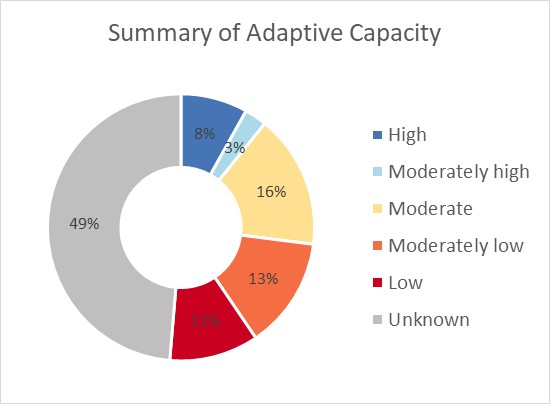 Summary of Adaptive Capacity
8%
3%
16%
13%
11%
49%
High
Moderately high
Moderate
Moderately low
Low
Unknown